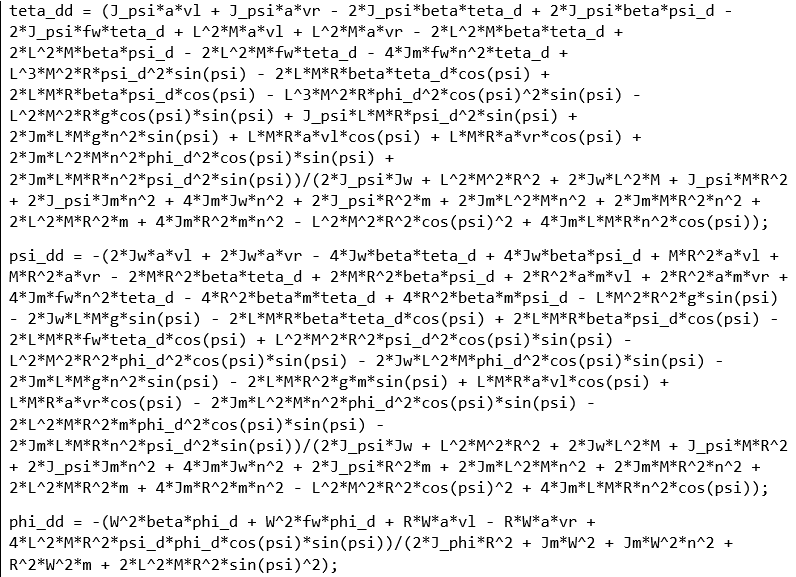 teta_dd = (J_psi*a*vl + J_psi*a*vr - 2*J_psi*beta*teta_d + 2*J_psi*beta*psi_d -
2*J_psi*fw*teta_d + L^2*M*a*vl + L^2*M*a*vr - 2*L^2*M*beta*teta_d +
2*L^2*M*beta*psi_d - 2*L^2*M*fw*teta_d - 4*Jm*fw*n^2*teta_d +
L^3*M^2*R*psi_d^2*sin(psi) - 2*L*M*R*beta*teta_d*cos(psi) +
2*L*M*R*beta*psi_d*cos(psi) - L^3*M^2*R*phi_d^2*cos(psi)^2*sin(psi) -
L^2*M^2*R*g*cos(psi)*sin(psi) + J_psi*L*M*R*psi_d^2*sin(psi) +
2*Jm*L*M*g*n^2*sin(psi) + L*M*R*a*vl*cos(psi) + L*M*R*a*vr*cos(psi) +
2*Jm*L^2*M*n^2*phi_d^2*cos(psi)*sin(psi) +
2*Jm*L*M*R*n^2*psi_d^2*sin(psi))/(2*J_psi*Jw + L^2*M^2*R^2 + 2*Jw*L^2*M + J_psi*M*R^2
+ 2*J_psi*Jm*n^2 + 4*Jm*Jw*n^2 + 2*J_psi*R^2*m + 2*Jm*L^2*M*n^2 + 2*Jm*M*R^2*n^2 +
2*L^2*M*R^2*m + 4*Jm*R^2*m*n^2 - L^2*M^2*R^2*cos(psi)^2 + 4*Jm*L*M*R*n^2*cos(psi));
psi_dd = -(2*Jw*a*vl + 2*Jw*a*vr - 4*Jw*beta*teta_d + 4*Jw*beta*psi_d + M*R^2*a*vl +
M*R^2*a*vr - 2*M*R^2*beta*teta_d + 2*M*R^2*beta*psi_d + 2*R^2*a*m*vl + 2*R^2*a*m*vr +
4*Jm*fw*n^2*teta_d - 4*R^2*beta*m*teta_d + 4*R^2*beta*m*psi_d - L*M^2*R^2*g*sin(psi)
- 2*Jw*L*M*g*sin(psi) - 2*L*M*R*beta*teta_d*cos(psi) + 2*L*M*R*beta*psi_d*cos(psi) -
2*L*M*R*fw*teta_d*cos(psi) + L^2*M^2*R^2*psi_d^2*cos(psi)*sin(psi) -
L^2*M^2*R^2*phi_d^2*cos(psi)*sin(psi) - 2*Jw*L^2*M*phi_d^2*cos(psi)*sin(psi) -
2*Jm*L*M*g*n^2*sin(psi) - 2*L*M*R^2*g*m*sin(psi) + L*M*R*a*vl*cos(psi) +
L*M*R*a*vr*cos(psi) - 2*Jm*L^2*M*n^2*phi_d^2*cos(psi)*sin(psi) -
2*L^2*M*R^2*m*phi_d^2*cos(psi)*sin(psi) -
2*Jm*L*M*R*n^2*psi_d^2*sin(psi))/(2*J_psi*Jw + L^2*M^2*R^2 + 2*Jw*L^2*M + J_psi*M*R^2
+ 2*J_psi*Jm*n^2 + 4*Jm*Jw*n^2 + 2*J_psi*R^2*m + 2*Jm*L^2*M*n^2 + 2*Jm*M*R^2*n^2 +
2*L^2*M*R^2*m + 4*Jm*R^2*m*n^2 - L^2*M^2*R^2*cos(psi)^2 + 4*Jm*L*M*R*n^2*cos(psi));
phi_dd = -(W^2*beta*phi_d + W^2*fw*phi_d + R*W*a*vl - R*W*a*vr +
4*L^2*M*R^2*psi_d*phi_d*cos(psi)*sin(psi))/(2*J_phi*R^2 + Jm*W^2 + Jm*W^2*n^2 +
R^2*W^2*m + 2*L^2*M*R^2*sin(psi)^2);